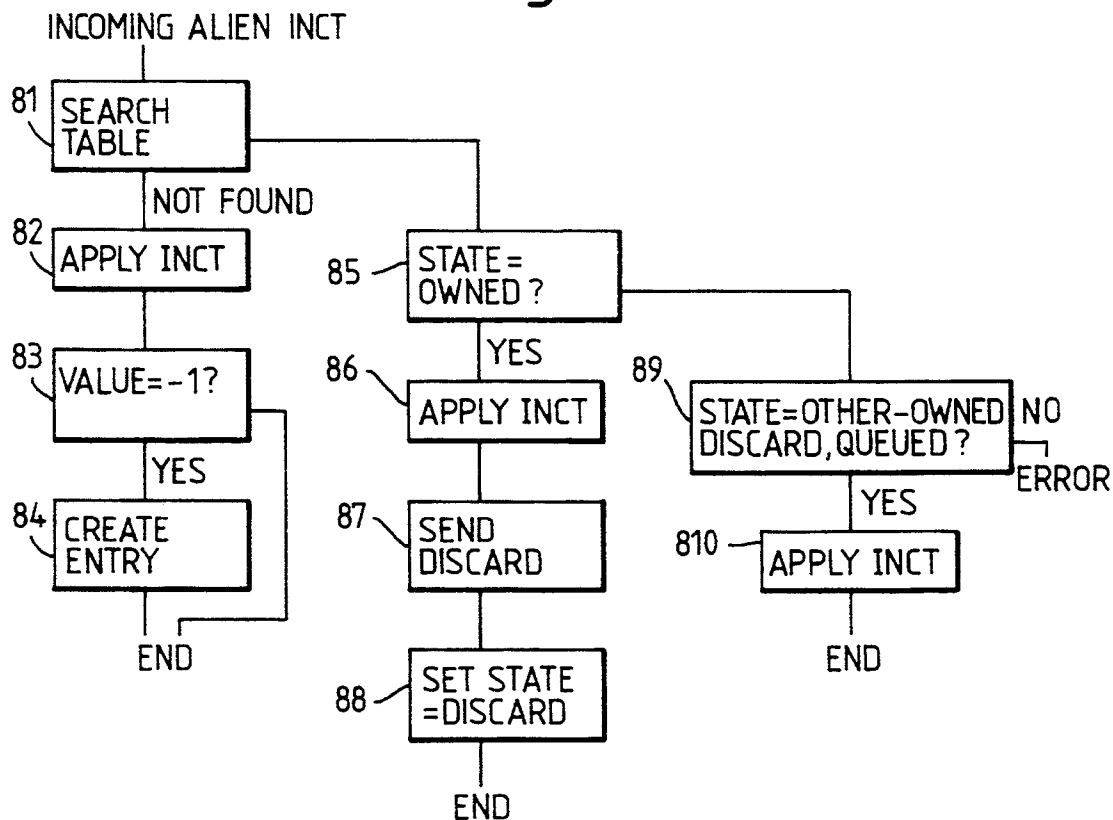 INCOMING ALIEN INCT
81
SEARCH
TABLE
NOT FOUND
82
APPLY INCT
83
VALUE=-1?
YES
84
CREATE
ENTRY
END
85
STATE=
OWNED?
YES
86
APPLY INCT
87
SEND
DISCARD
88
SET STATE
=DISCARD
END
89
STATE=OTHER-OWNED
DISCARD,QUEUED?
NO
ERROR
YES
810
APPLY INCT
END